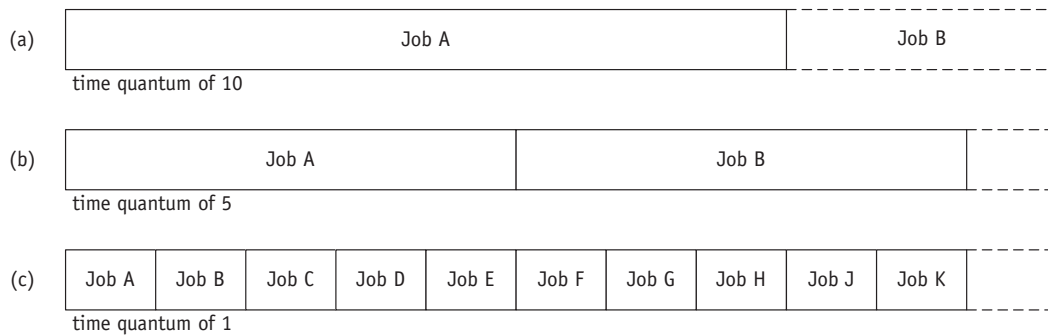 (a) Job A Job B
time quantum of 10
(b) Job A Job B
time quantum of 5
(c) Job A Job B Job C Job D Job E Job F Job G Job H Job J Job K
time quantum of 1